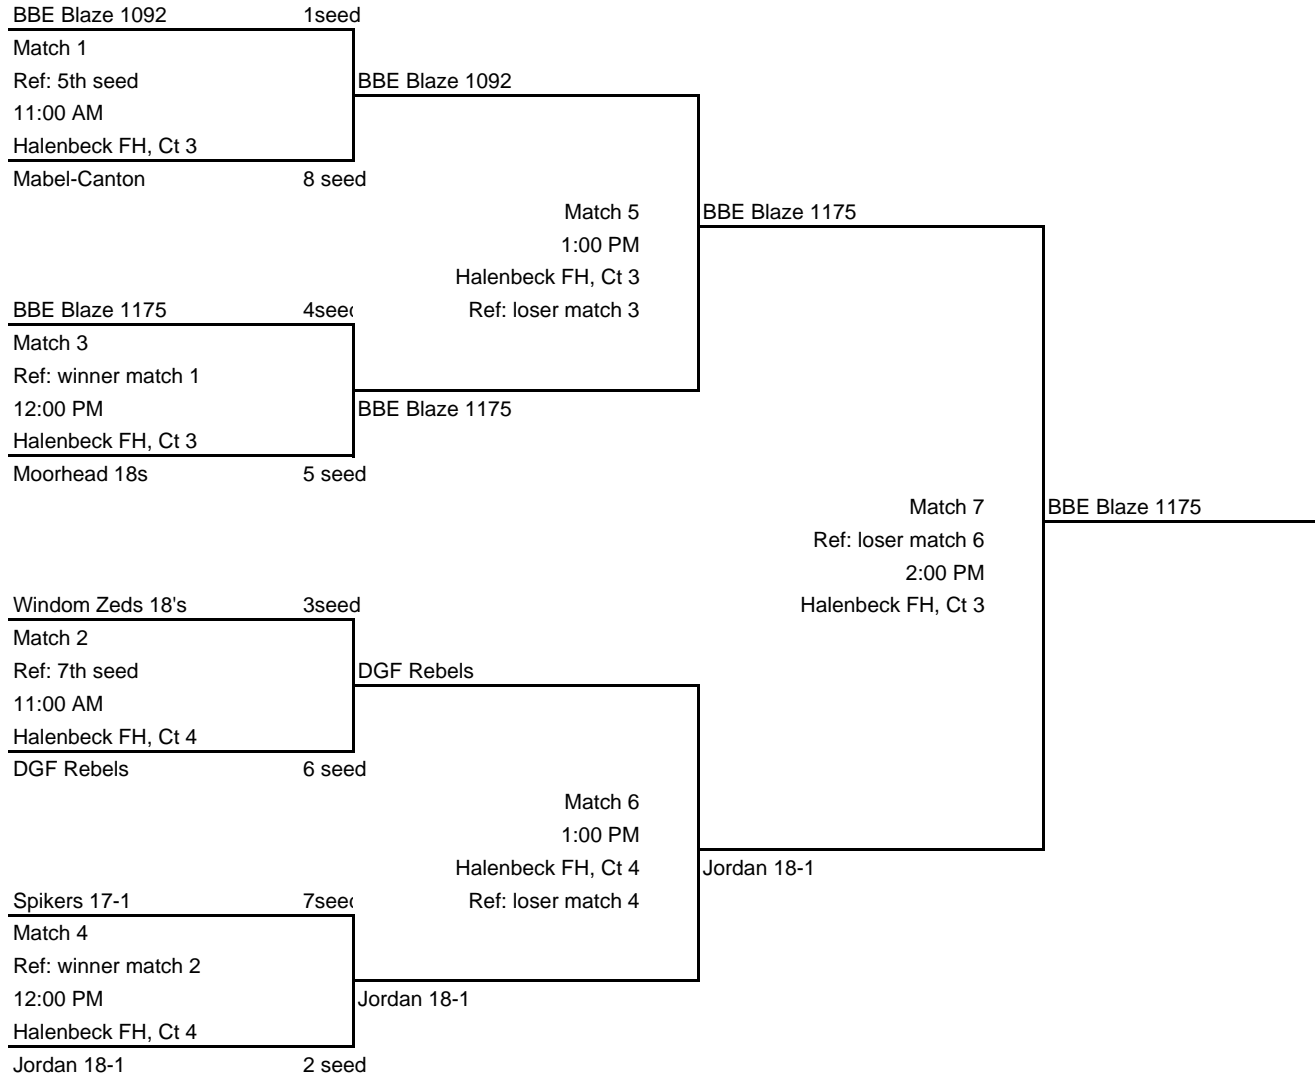 BBE Blaze 1092 1seed
Match 1
Ref: 5th seed
11:00 AM
Halenbeck FH, Ct 3
Mabel-Canton 8 seed
BBE Blaze 1092
BBE Blaze 1175 4seed
Match 3
Ref: winner match 1
12:00 PM
Halenbeck FH, Ct 3
Moorhead 18s 5 seed
BBE Blaze 1175
Match 5
1:00 PM
Halenbeck FH, Ct 3
Ref: loser match 3
BBE Blaze 1175
Windom Zeds 18's 3seed
Match 2
Ref: 7th seed
11:00 AM
Halenbeck FH, Ct 4
DGF Rebels 6 seed
DGF Rebels
Spikers 17-1 7seed
Match 4
Ref: winner match 2
12:00 PM
Halenbeck FH, Ct 4
Jordan 18-1 2 seed
Jordan 18-1
Match 6
1:00 PM
Halenbeck FH, Ct 4
Ref: loser match 4
Jordan 18-1
Match 7
Ref: loser match 6
2:00 PM
Halenbeck FH, Ct 3
BBE Blaze 1175